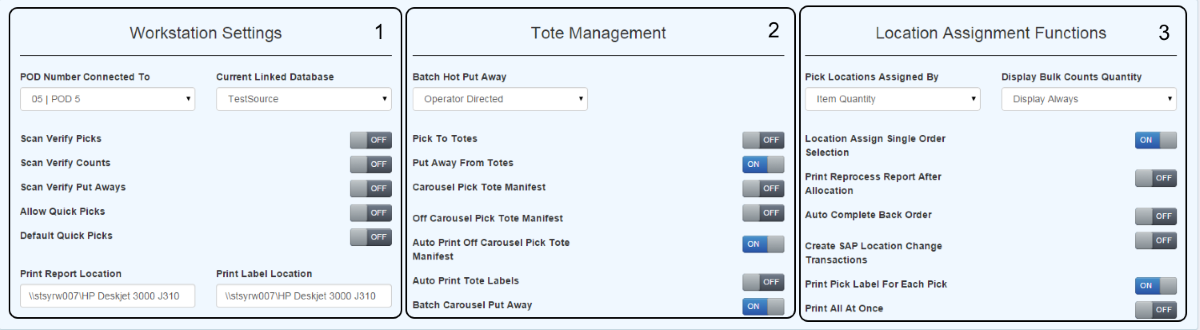 Workstation Settings 1
POD Number Connected To Current Linked Database
05 | POD 5 TestSource
Scan Verify Picks OFF
Scan Verify Counts OFF
Scan Verify Put Aways OFF
Allow Quick Picks OFF
Default Quick Picks OFF
Print Report Location Print Label Location
\\stsyrw007\HP Deskjet 3000 J310 \\stsyrw007\HP Deskjet 3000 J310
Tote Management 2
Batch Hot Put Away
Operator Directed
Pick To Totes OFF
Put Away From Totes ON
Carousel Pick Tote Manifest OFF
Off Carousel Pick Tote Manifest OFF
Auto Print Off Carousel Pick Tote ON
Manifest
Auto Print Tote Labels OFF
Batch Carousel Put Away ON
Location Assignment Functions 3
Pick Locations Assigned By Display Bulk Counts Quantity
Item Quantity Display Always
Location Assign Single Order ON
Selection
Print Reprocess Report After OFF
Allocation
Auto Complete Back Order OFF
Create SAP Location Change OFF
Transactions
Print Pick Label For Each Pick ON
Print All At Once OFF